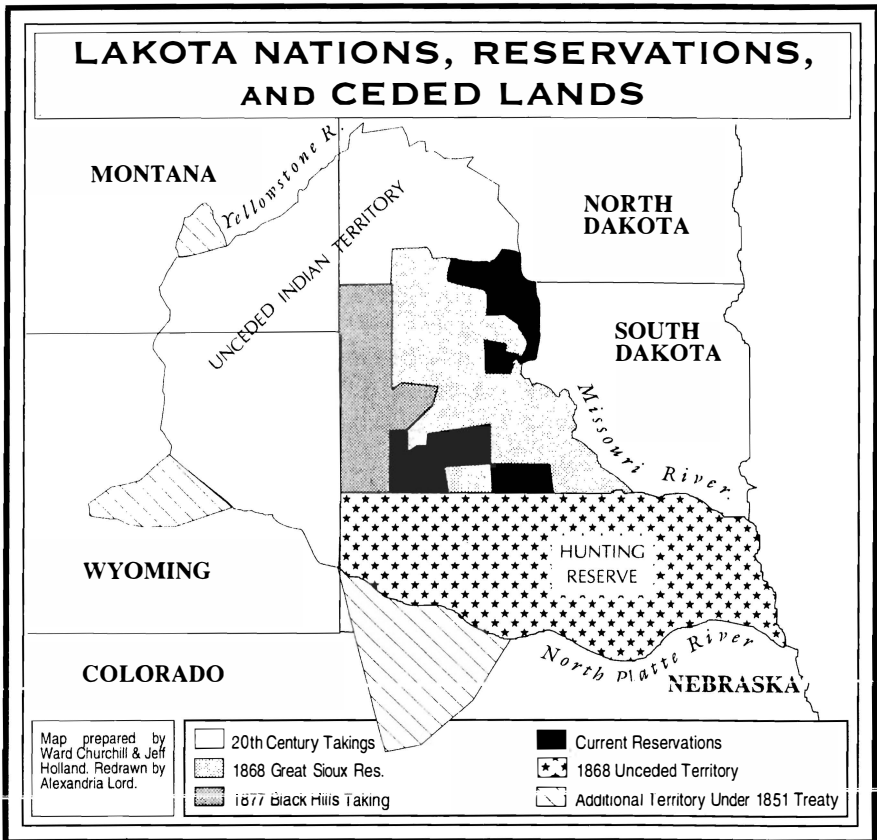 LAKOTA NATIONS, RESERVATIONS,
AND CEDED LANDS
MONTANA
Yellowstone R.
NORTH
DAKOTA
UNCEDED INDIAN TERRITORY
SOUTH
DAKOTA
Missouri River.
HUNTING
RESERVE
WYOMING
North Platte River
COLORADO
NEBRASKA
Map prepared by
Ward Churchill & Jeff
Holland. Redrawn by
Alexandria Lord.
20th Century Takings
1868 Great Sioux Res.
1877 Black Hills Taking
Current Reservations
1868 Unceded Territory
Additional Territory Under 1851 Treaty